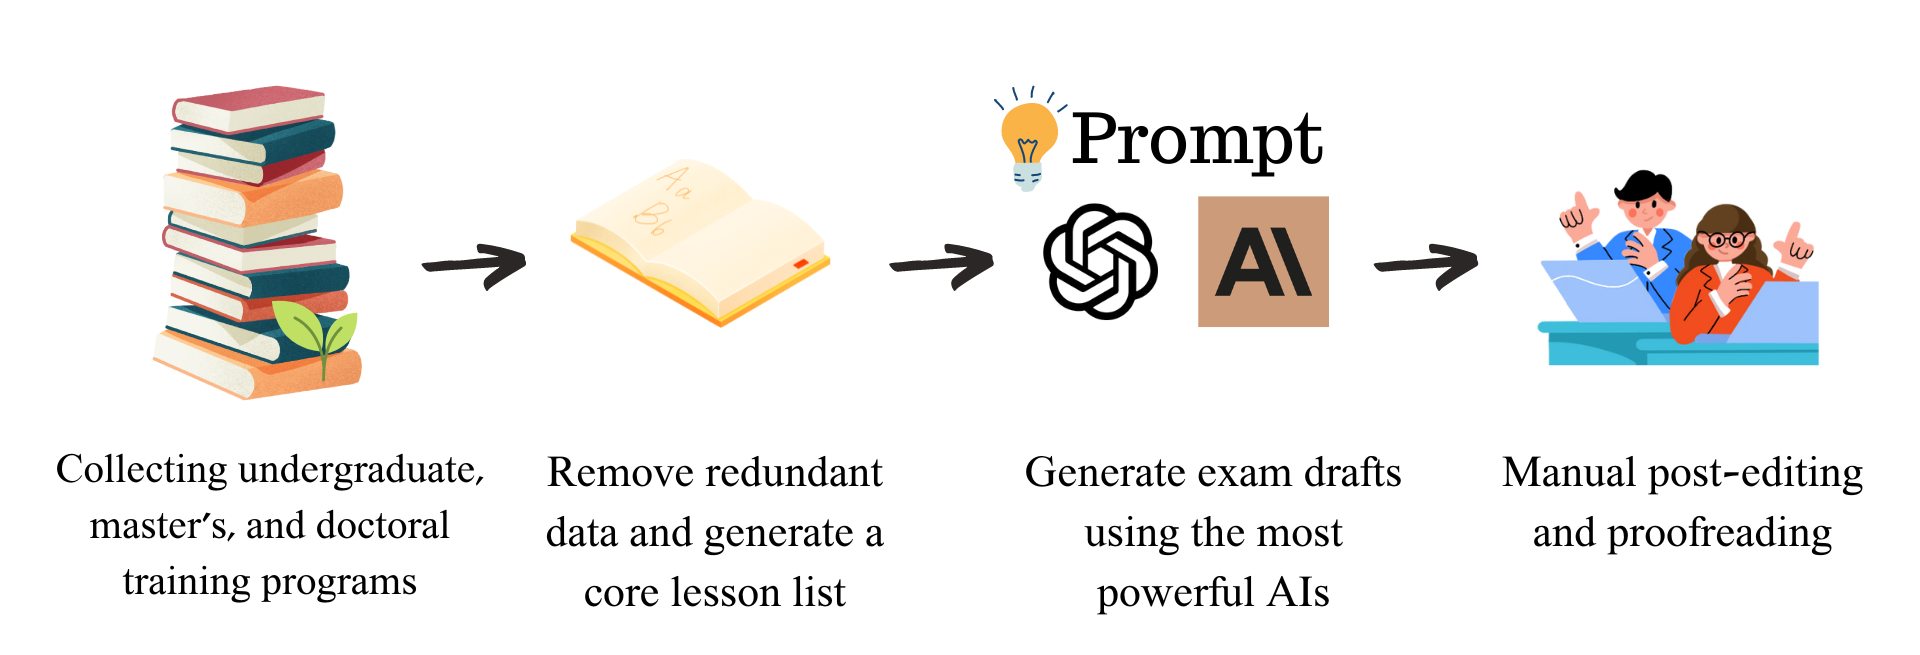 Prompt
Aa
Bb
AI
Collecting undergraduate,
master's, and doctoral
training programs
Remove redundant
data and generate a
core lesson list
Generate exam drafts
using the most
powerful AIs
Manual post-editing
and proofreading